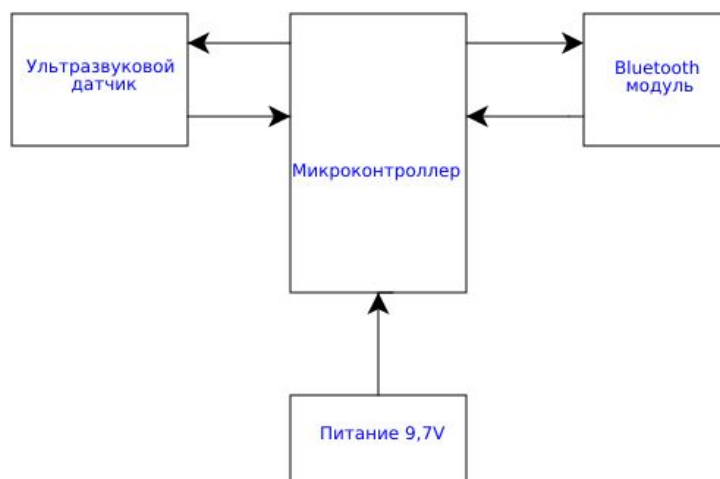 Ультразвуковой
датчик
Bluetooth
модуль
Микроконтроллер
Питание 9,7V